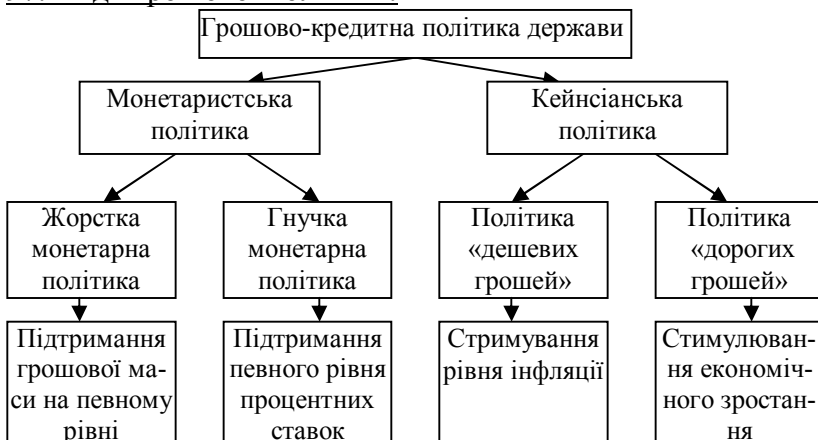 Грошово-кредитна політика держави
Монетаристська
політика
Кейнсіанська
політика
Жорстка
монетарна
політика
Гнучка
монетарна
політика
Політика
«дешевих
грошей»
Політика
«дорогих
грошей»
Підтримання
грошової ма-
си на певному
рівні
Підтримання
певного рівня
процентних
ставок
Стримування
рівня інфляції
Стимулюван-
ня економіч-
ного зростан-
ня